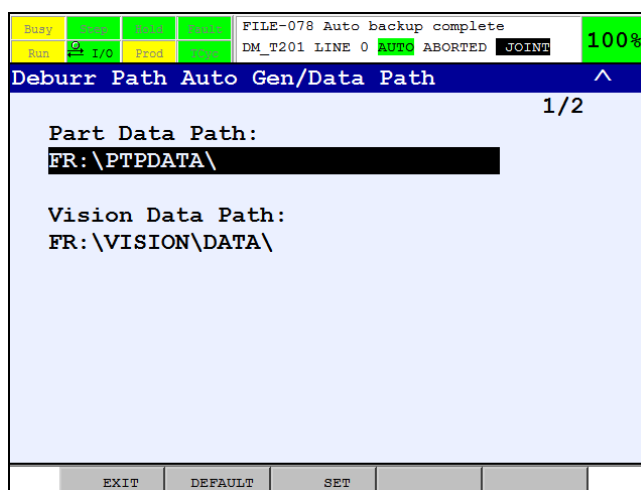 Busy Step Hold Fault FILE-078 Auto backup complete
Run I/O Prod TCyc DM_T201 LINE 0 AUTO ABORTED JOINT 100%
Deburr Path Auto Gen/Data Path ^
1/2
Part Data Path:
FR:\PTPDATA\
Vision Data Path:
FR:\VISION\DATA\
EXIT DEFAULT SET